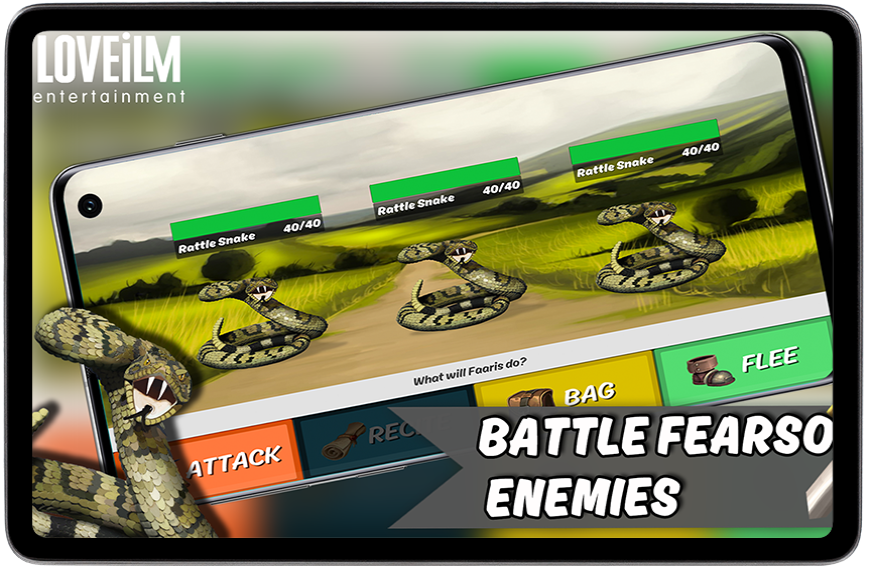 LOVEiLM
entertainment
Rattle Snake 40/40
Rattle Snake 40/40
Rattle Snake 40/40
What will Faaris do?
ATTACK
BAG
FLEE
BATTLE FEARSO
ENEMIES